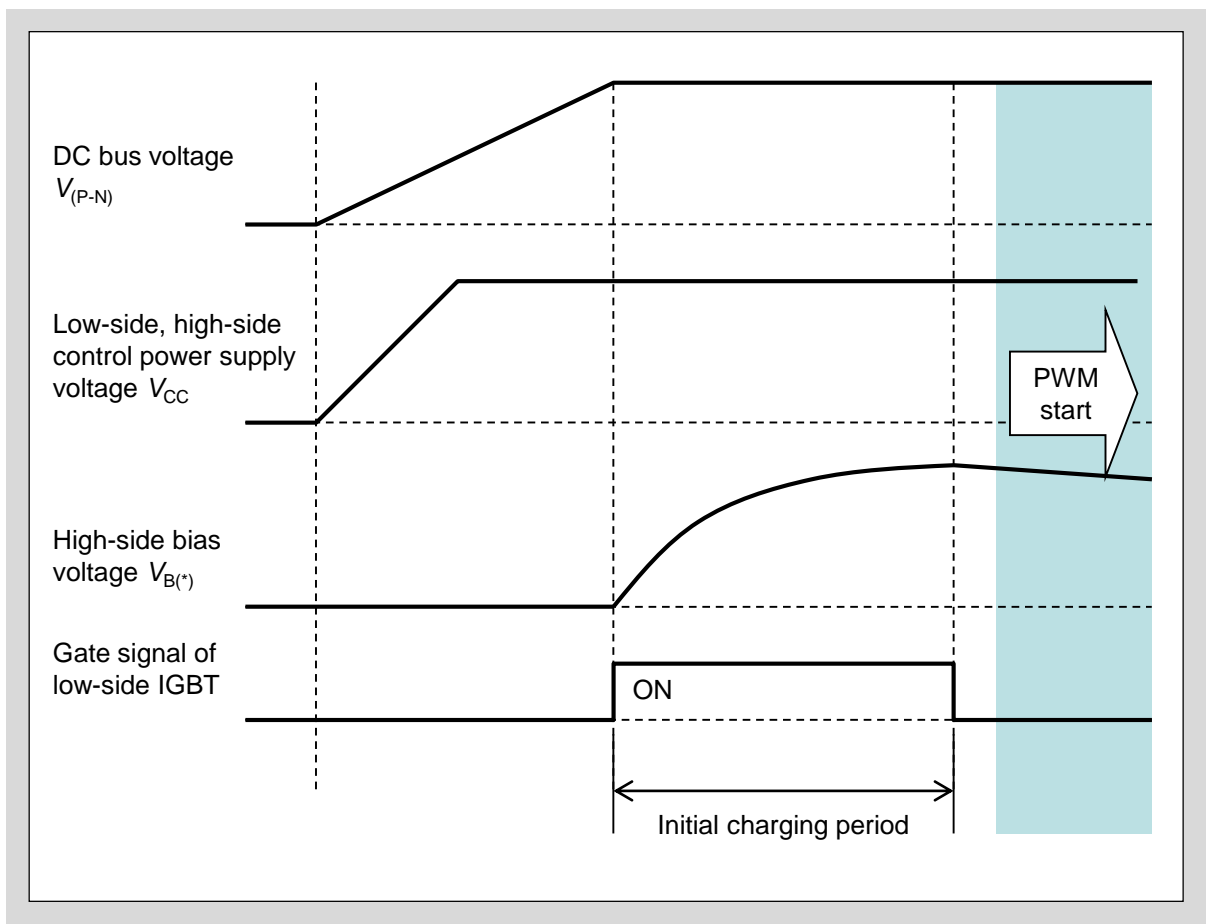 DC bus voltage
V(P-N)
Low-side, high-side
control power supply
voltage VCC
PWM
start
High-side bias
voltage VB(*)
Gate signal of
low-side IGBT
ON
Initial charging period